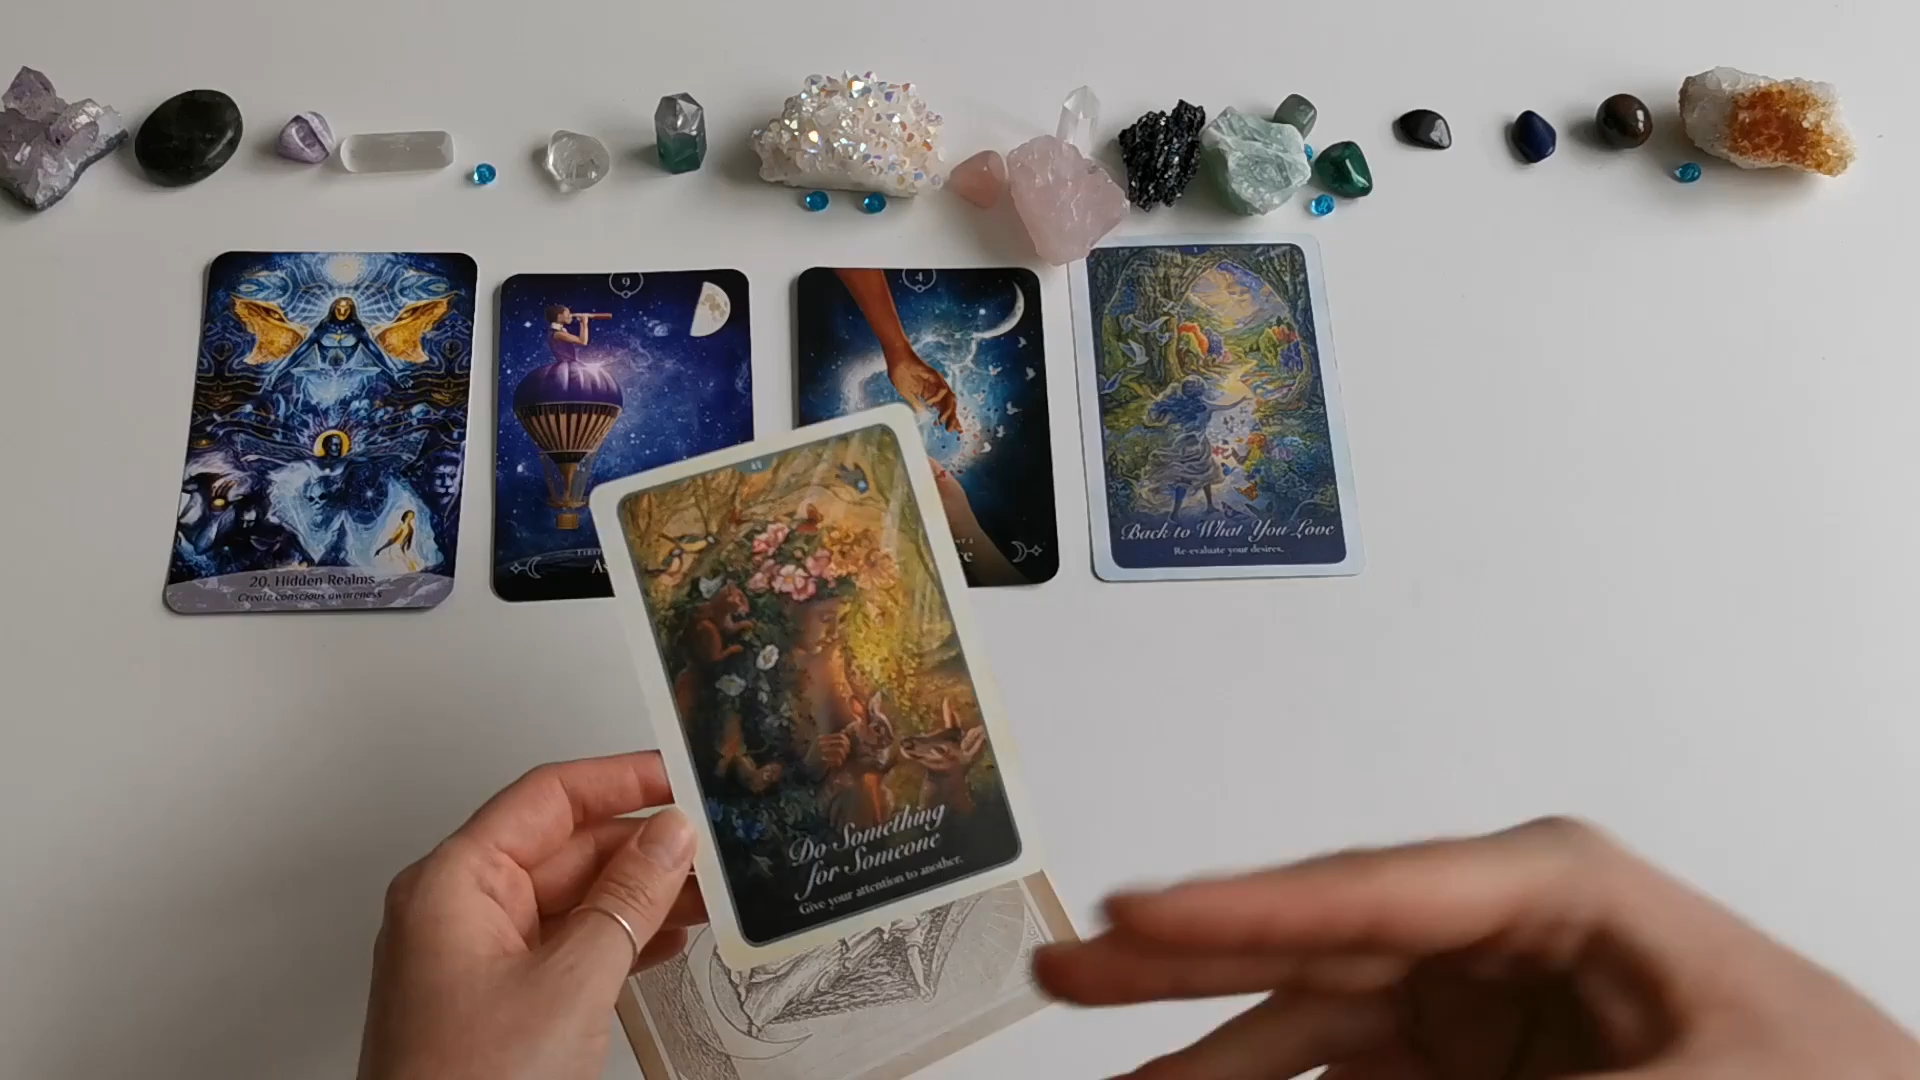 20. Hidden Realms
Create conscious awareness
9
4
Back to What You Love
Re-evaluate your desires.
Do Something
for Someone
Give your attention to another.